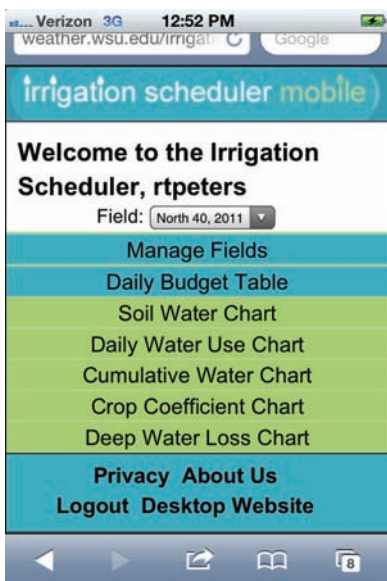 Verizon 3G 12:52 PM
weather.wsu.edu/irrigati Google
irrigation scheduler mobile
Welcome to the Irrigation
Scheduler, rtpeters
Field: North 40, 2011
Manage Fields
Daily Budget Table
Soil Water Chart
Daily Water Use Chart
Cumulative Water Chart
Crop Coefficient Chart
Deep Water Loss Chart
Privacy About Us
Logout Desktop Website
8